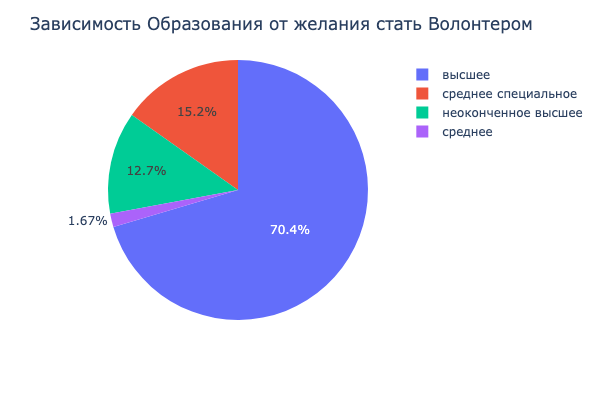 Зависимость Образования от желания стать Волонтером
высшее
среднее специальное
неоконченное высшее
среднее
15.2%
12.7%
1.67%
70.4%